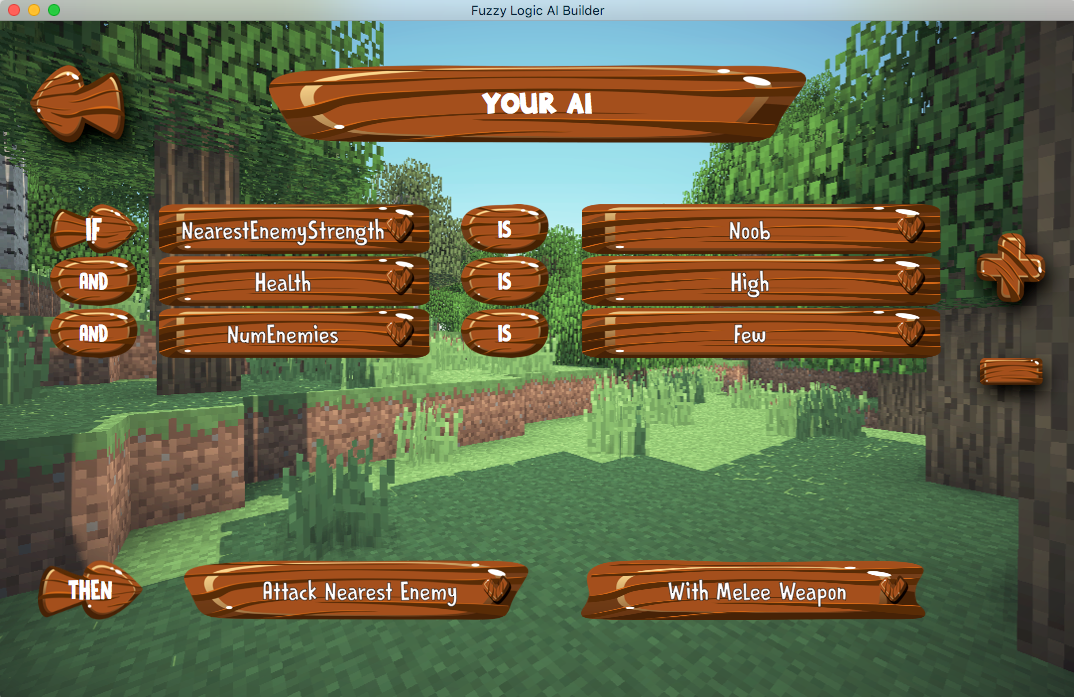 Fuzzy Logic AI Builder
YOUR AI
IF NearestEnemyStrength IS Noob
AND Health IS High
AND NumEnemies IS Few
THEN Attack Nearest Enemy With Melee Weapon